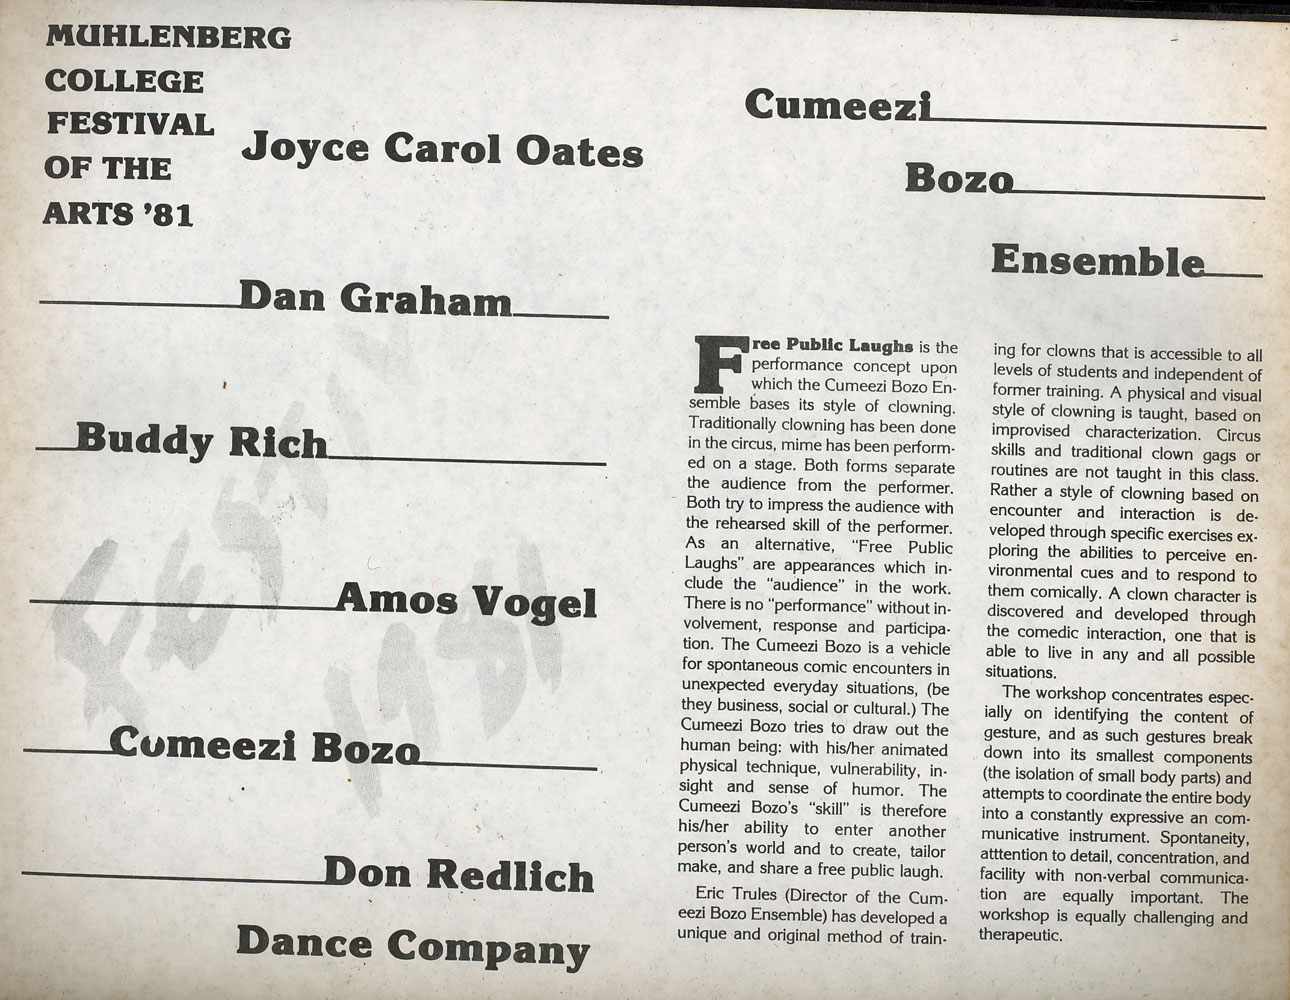 MUHLENBERG
COLLEGE
FESTIVAL
OF THE
ARTS '81
Joyce Carol Oates
Dan Graham
Buddy Rich
Amos Vogel
Cumeezi Bozo
Don Redlich
Dance Company
FESTIV
1981
Cumeezi
Bozo
Ensemble
Free Public Laughs is the
performance concept upon
which the Cumeezi Bozo En-
semble bases its style of clowning.
Traditionally clowning has been done
in the circus, mime has been perform-
ed on a stage. Both forms separate
the audience from the performer.
Both try to impress the audience with
the rehearsed skill of the performer.
As an alternative, "Free Public
Laughs" are appearances which in-
clude the "audience" in the work.
There is no "performance" without in-
volvement, response and participa-
tion. The Cumeezi Bozo is a vehicle
for spontaneous comic encounters in
unexpected everyday situations, (be
they business, social or cultural.) The
Cumeezi Bozo tries to draw out the
human being: with his/her animated
physical technique, vulnerability, in-
sight and sense of humor. The
Cumeezi Bozo's "skill" is therefore
his/her ability to enter another
person's world and to create, tailor
make, and share a free public laugh.
Eric Trules (Director of the Cum-
eezi Bozo Ensemble) has developed a
unique and original method of train-
ing for clowns that is accessible to all
levels of students and independent of
former training. A physical and visual
style of clowning is taught, based on
improvised characterization. Circus
skills and traditional clown gags or
routines are not taught in this class.
Rather a style of clowning based on
encounter and interaction is de-
veloped through specific exercises ex-
ploring the abilities to perceive en-
vironmental cues and to respond to
them comically. A clown character is
discovered and developed through
the comedic interaction, one that is
able to live in any and all possible
situations.
The workshop concentrates espec-
ially on identifying the content of
gesture, and as such gestures break
down into its smallest components
(the isolation of small body parts) and
attempts to coordinate the entire body
into a constantly expressive an com-
municative instrument. Spontaneity,
atttention to detail, concentration, and
facility with non-verbal communica-
tion are equally important. The
workshop is equally challenging and
therapeutic.